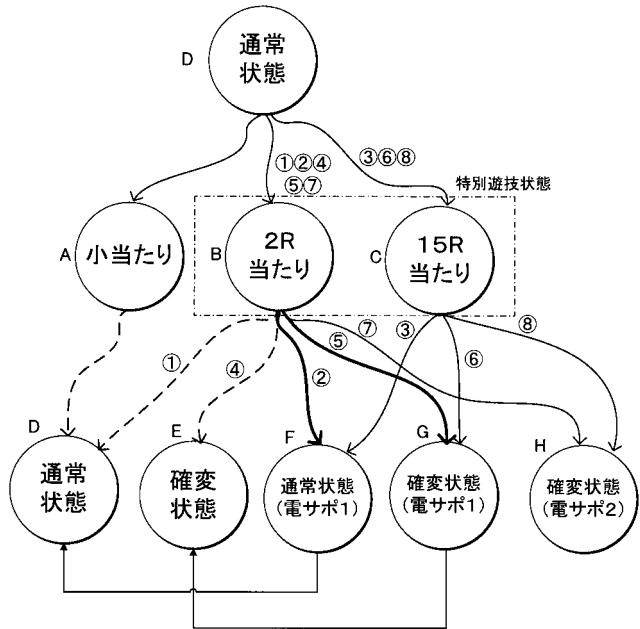 D
通常
状態
①②④
⑤⑦
③⑥⑧
特別遊技状態
A
小当たり
B
2R
当たり
C
15R
当たり
①
④
②
⑤
⑦
③
⑥
⑧
D
通常
状態
E
確変
状態
F
通常状態
(電サポ1)
G
確変状態
(電サポ1)
H
確変状態
(電サポ2)